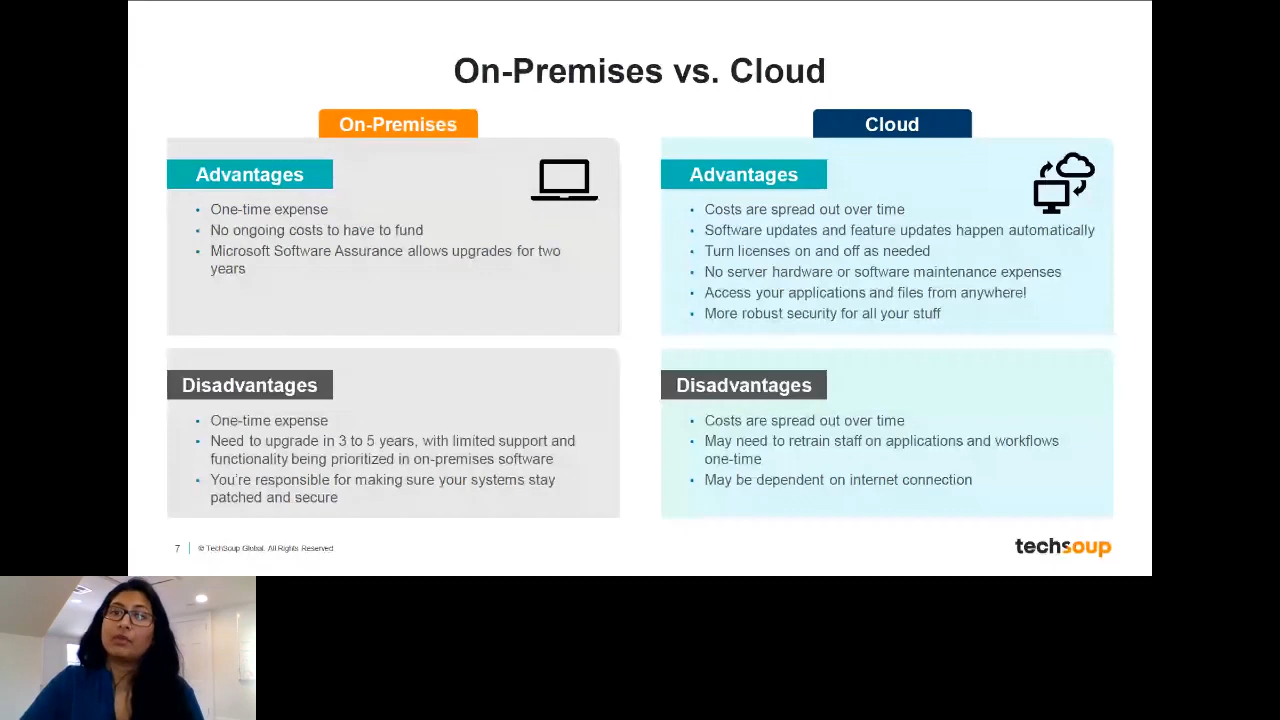 On-Premises vs. Cloud
On-Premises
Advantages
• One-time expense
• No ongoing costs to have to fund
• Microsoft Software Assurance allows upgrades for two
years
Disadvantages
• One-time expense
• Need to upgrade in 3 to 5 years, with limited support and
functionality being prioritized in on-premises software
• You're responsible for making sure your systems stay
patched and secure
Cloud
Advantages
• Costs are spread out over time
• Software updates and feature updates happen automatically
• Turn licenses on and off as needed
• No server hardware or software maintenance expenses
• Access your applications and files from anywhere!
• More robust security for all your stuff
Disadvantages
• Costs are spread out over time
• May need to retrain staff on applications and workflows
one-time
• May be dependent on internet connection
7 © TechSoup Global. All Rights Reserved
techsoup